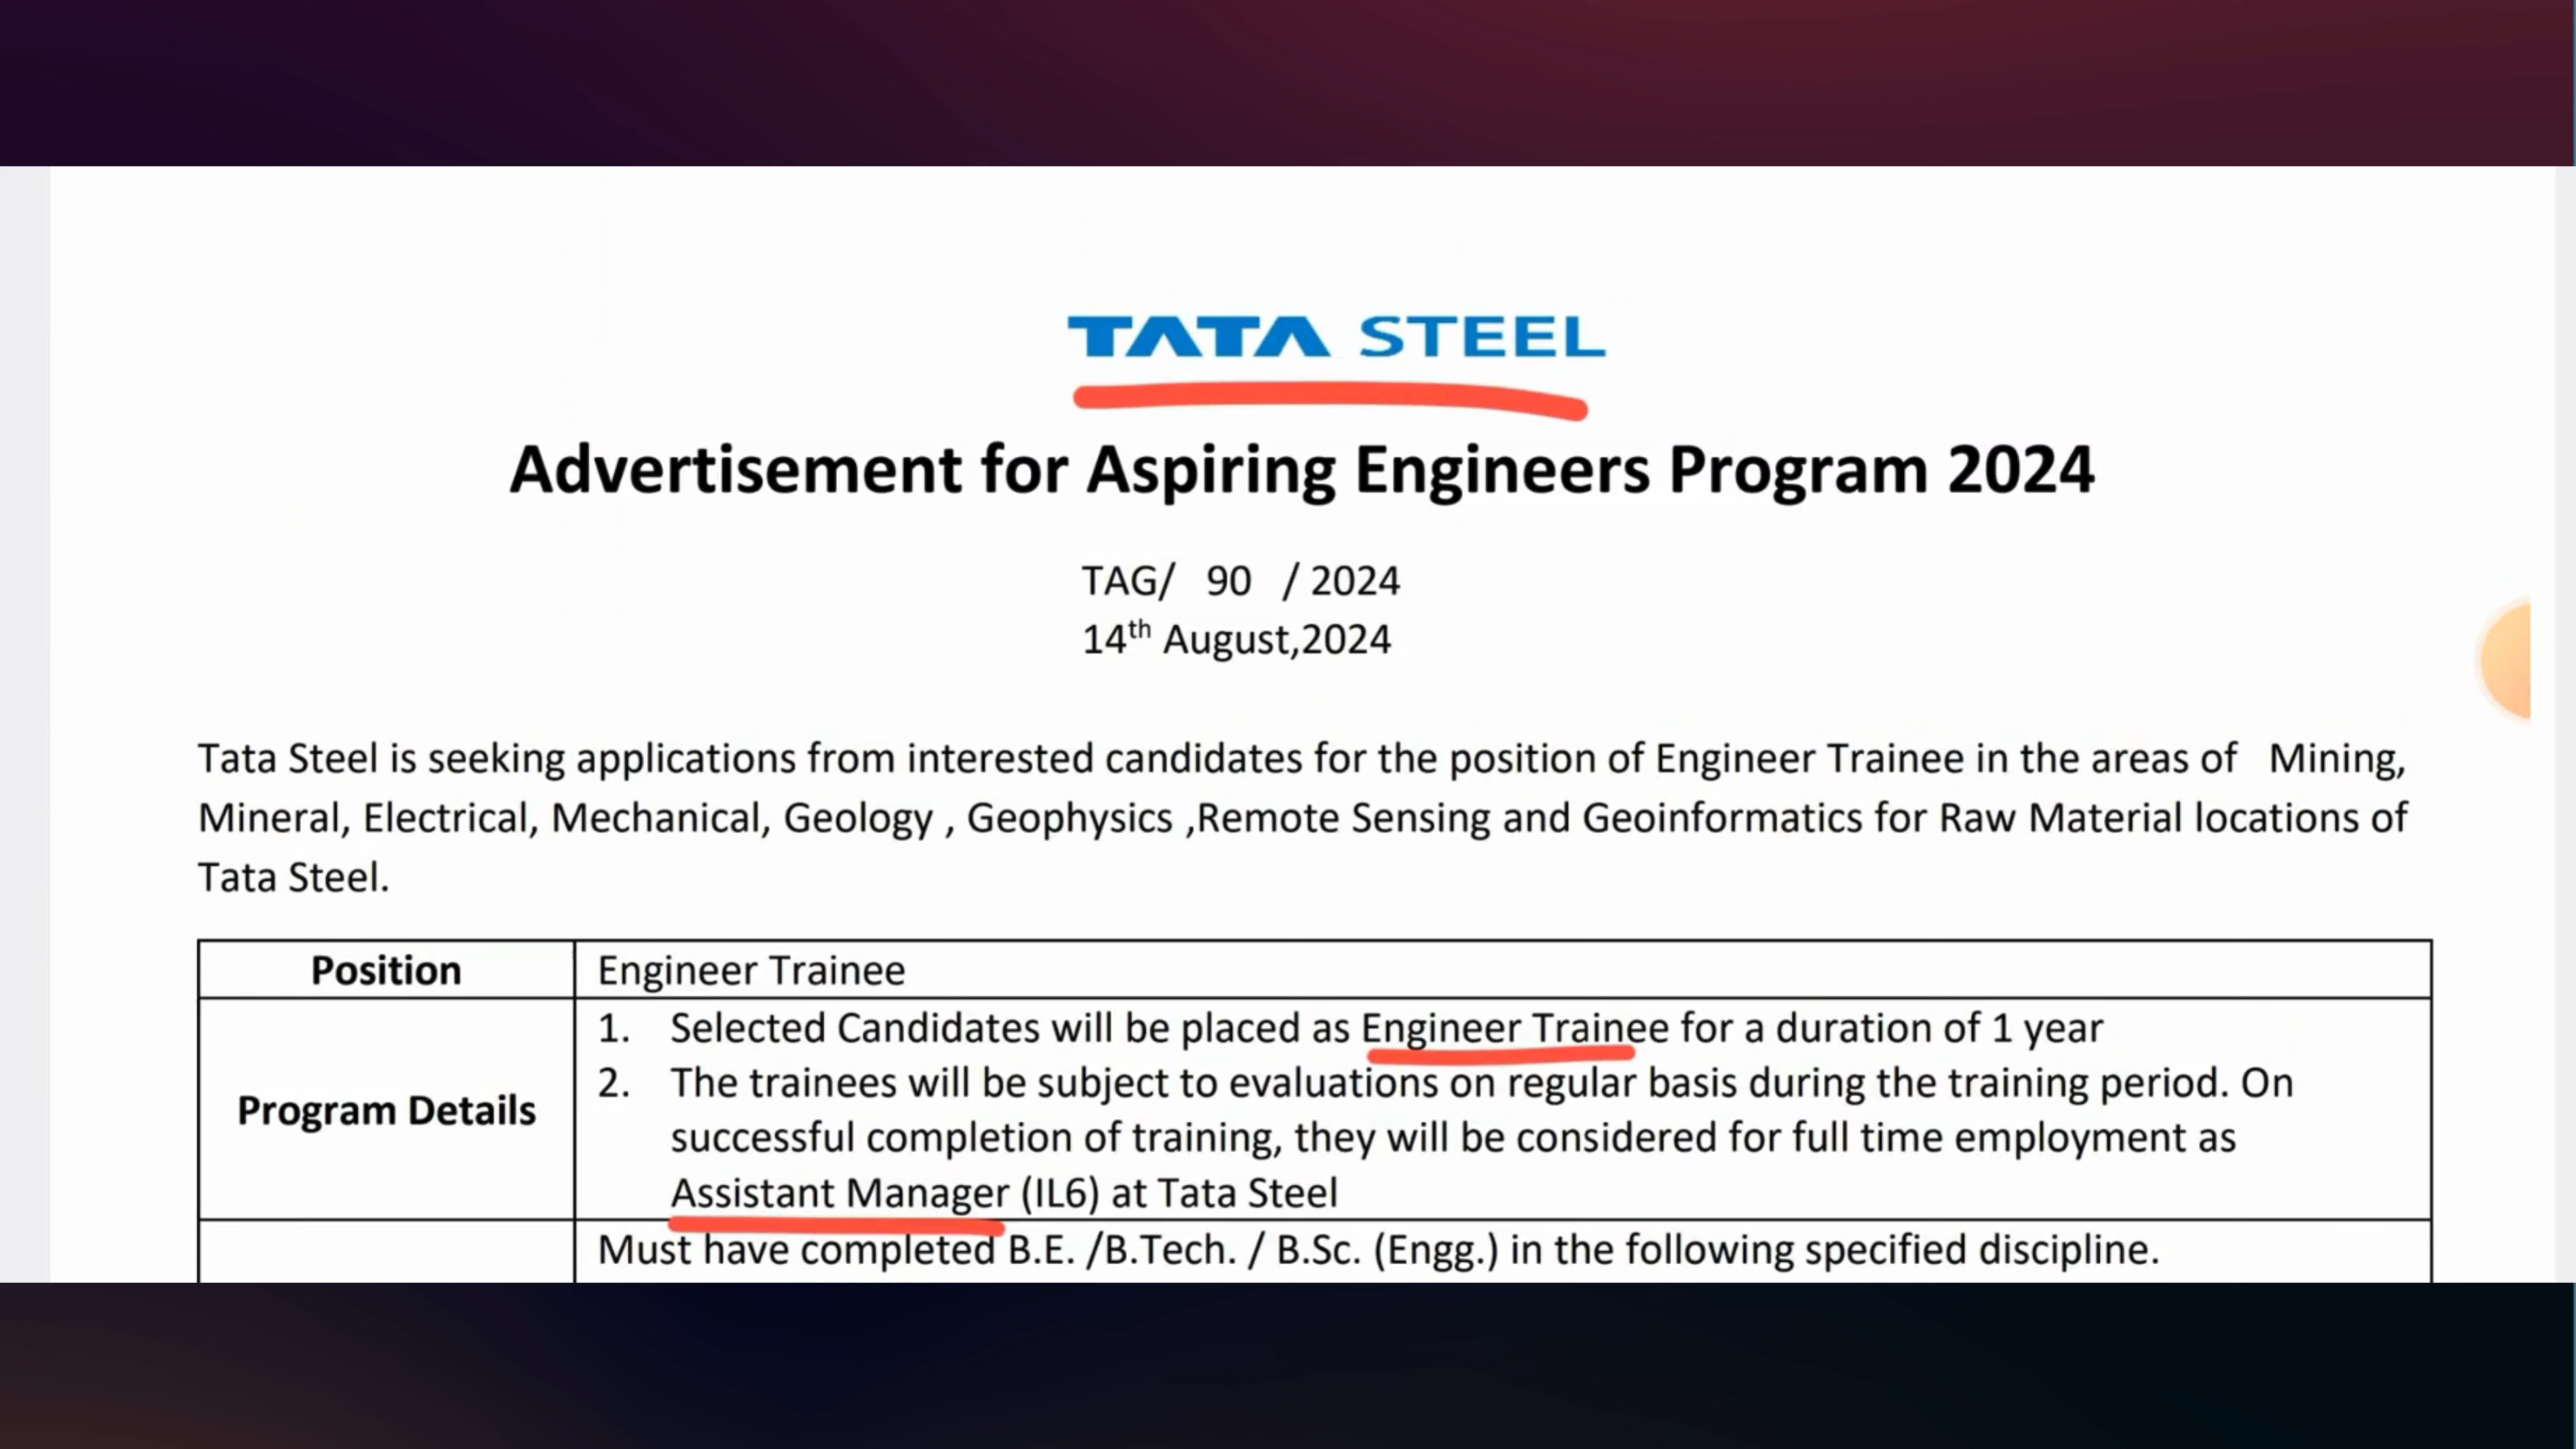 TATA STEEL
Advertisement for Aspiring Engineers Program 2024
TAG/ 90 / 2024
14th August,2024
Tata Steel is seeking applications from interested candidates for the position of Engineer Trainee in the areas of Mining,
Mineral, Electrical, Mechanical, Geology , Geophysics ,Remote Sensing and Geoinformatics for Raw Material locations of
Tata Steel.
Position
Engineer Trainee
Program Details
1. Selected Candidates will be placed as Engineer Trainee for a duration of 1 year
2. The trainees will be subject to evaluations on regular basis during the training period. On
successful completion of training, they will be considered for full time employment as
Assistant Manager (IL6) at Tata Steel
Must have completed B.E. /B.Tech. / B.Sc. (Engg.) in the following specified discipline.